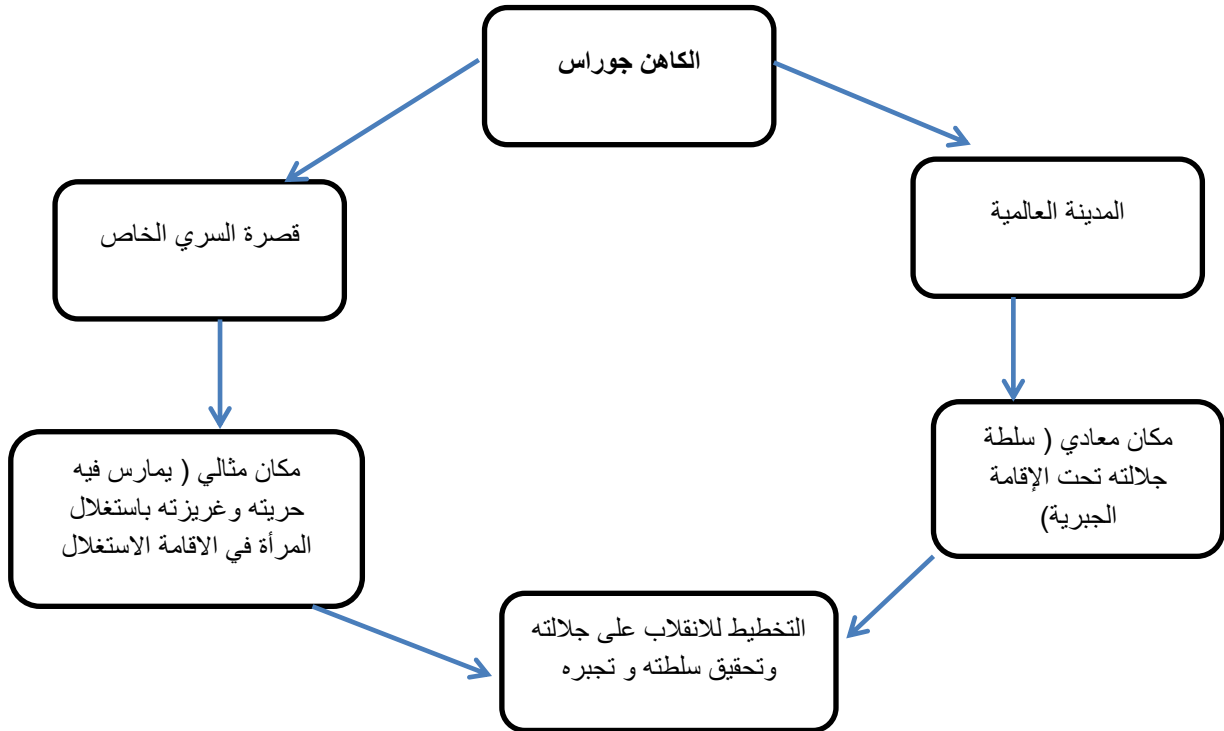 الكاهن جوراس
المدينة العالمية
قصرة السري الخاص
مكان معادي ( سلطة
جلالته تحت الإقامة
الجبرية)
مكان مثالي ( يمارس فيه
حريته وغريزته باستغلال
المرأة في الاقامة الاستغلال
التخطيط للانقلاب على جلالته
وتحقيق سلطته و تجبره